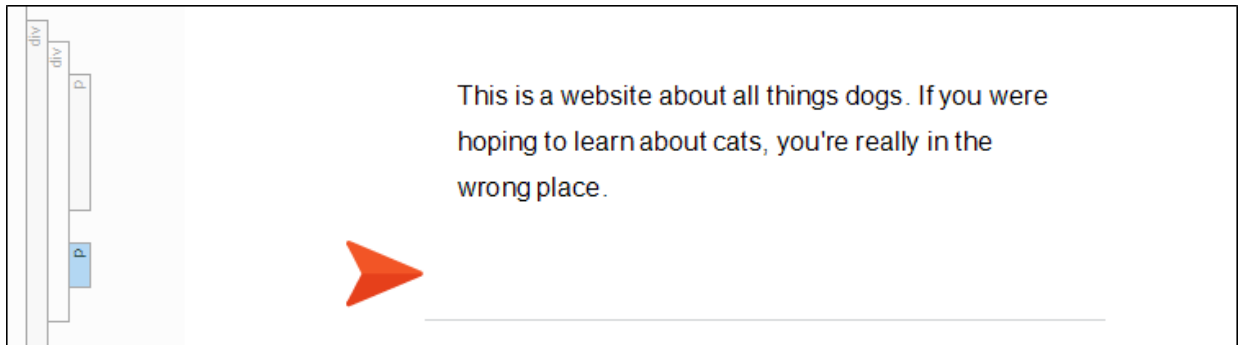 div
div
p
p
This is a website about all things dogs. If you were
hoping to learn about cats, you're really in the
wrong place.